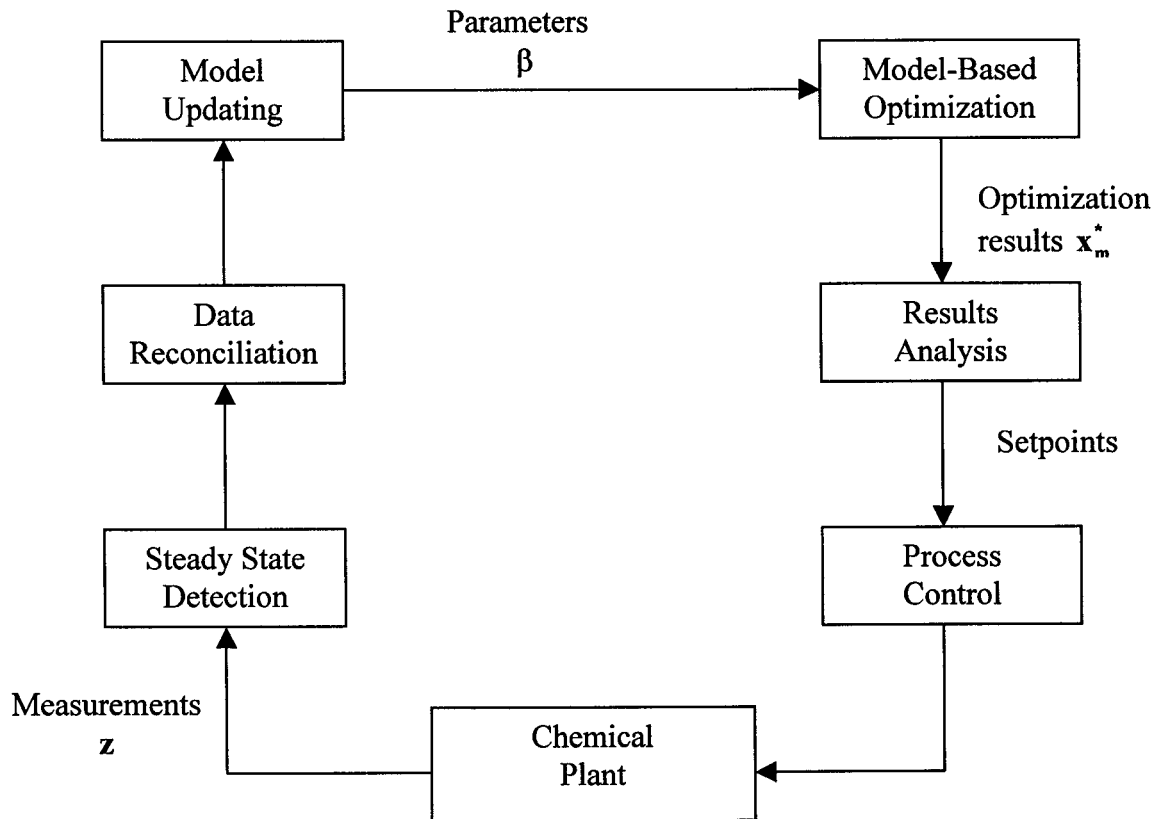 Parameters
β
Model
Updating
Model-Based
Optimization
Optimization
results x*m
Data
Reconciliation
Results
Analysis
Setpoints
Steady State
Detection
Process
Control
Measurements
z
Chemical
Plant